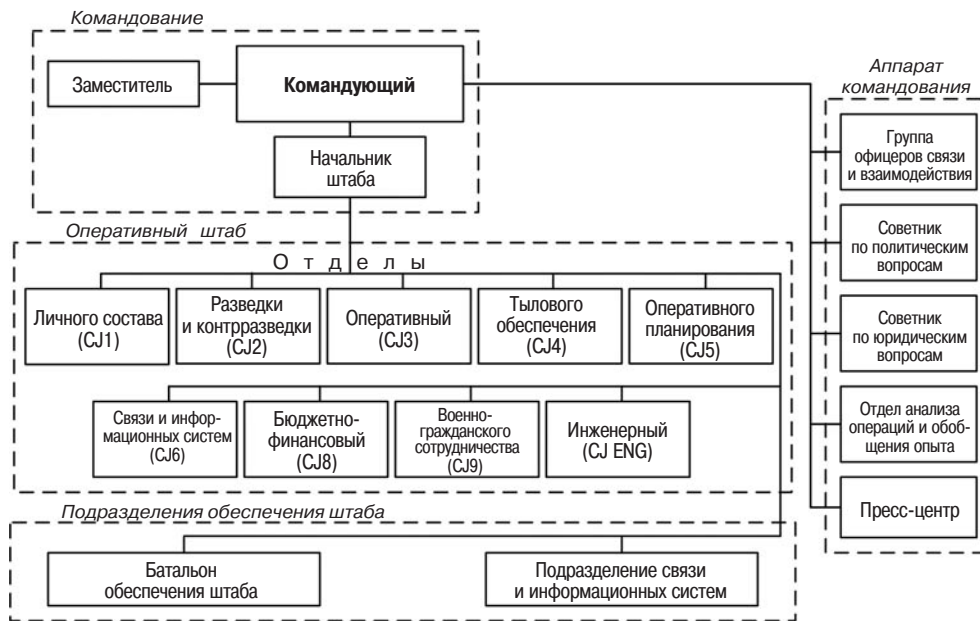 Командование
Заместитель
Командующий
Начальник
штаба
Аппарат
командования
Группа
офицеров связи
и взаимодействия
Советник
по политическим
вопросам
Советник
по юридическим
вопросам
Отдел анализа
операций и обоб-
щения опыта
Пресс-центр
Оперативный штаб
Отделы
Личного состава
(CJ1)
Разведки
и контрразведки
(CJ2)
Оперативный
(CJ3)
Тылового
обеспечения
(CJ4)
Оперативного
планирования
(CJ5)
Связи и инфор-
мационных систем
(CJ6)
Бюджетно-
финансовый
(CJ8)
Военно-
гражданского
сотрудничества
(CJ9)
Инженерный
(CJ ENG)
Подразделения обеспечения штаба
Батальон
обеспечения штаба
Подразделение связи
и информационных систем